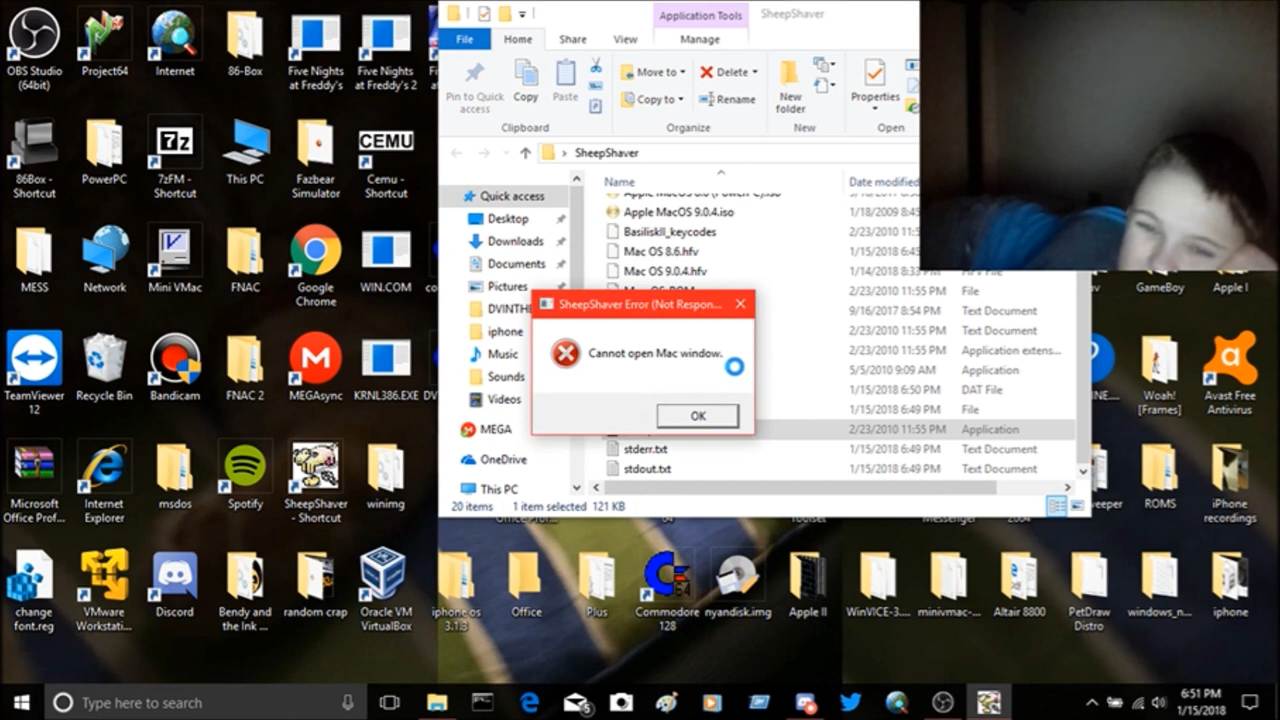 Application Tools
SheepShaver
File
Home
Share
View
Manage
Pin to Quick
access
Copy
Paste
Move to
Copy to
Delete
Rename
New
folder
Properties
Clipboard
Organize
New
Open
SheepShaver
Quick access
Desktop
Downloads
Documents
Pictures
DVINTHE
iphone
Music
Sounds
Videos
MEGA
OneDrive
This PC
Name
Date modified
Apple MacOS 9.0.4.iso
1/18/2009 8:45
BasiliskII_keycodes
2/23/2010 11:5
Mac OS 8.6.hfv
1/15/2018 6:45
Mac OS 9.0.4.hfv
1/14/2018 8:33
2/23/2010 11:55 PM File
9/16/2017 8:54 PM Text Document
2/23/2010 11:55 PM Text Document
2/23/2010 11:55 PM Application extens...
5/5/2010 9:09 AM Application
1/15/2018 6:50 PM DAT File
1/15/2018 6:49 PM File
2/23/2010 11:55 PM Application
stderr.txt 1/15/2018 6:49 PM Text Document
stdout.txt 1/15/2018 6:49 PM Text Document
20 items 1 item selected 121 KB
SheepShaver Error (Not Respon...
Cannot open Mac window.
OK
OBS Studio
(64bit)
Project64
Internet
86-Box
Five Nights
at Freddy's
Five Nights
at Freddy's 2
86Box -
Shortcut
PowerPC
7z
7zFM -
Shortcut
This PC
Fazbear
Simulator
CEMU
Cemu -
Shortcut
MESS
Network
Mini VMac
FNAC
Google
Chrome
WIN.COM
TeamViewer
12
Recycle Bin
Bandicam
FNAC 2
MEGAsync
KRNL386.EXE
Microsoft
Office Prof...
Internet
Explorer
msdos
Spotify
SheepShaver
- Shortcut
winimg
change
font.reg
VMware
Workstati...
Discord
Bendy and
the Ink ...
random crap
Oracle VM
VirtualBox
iphone os
3.1.3
Office
Plus
64
Commodore
128
nyandisk.img
Apple II
WinVICE-3....
minivmac-...
Altair 8800
PetDraw
Distro
windows_n...
iphone
GameBoy
Apple I
Woah!
[Frames]
Avast Free
Antivirus
ROMS
iPhone
recordings
Type here to search
5
6:51 PM
1/15/2018